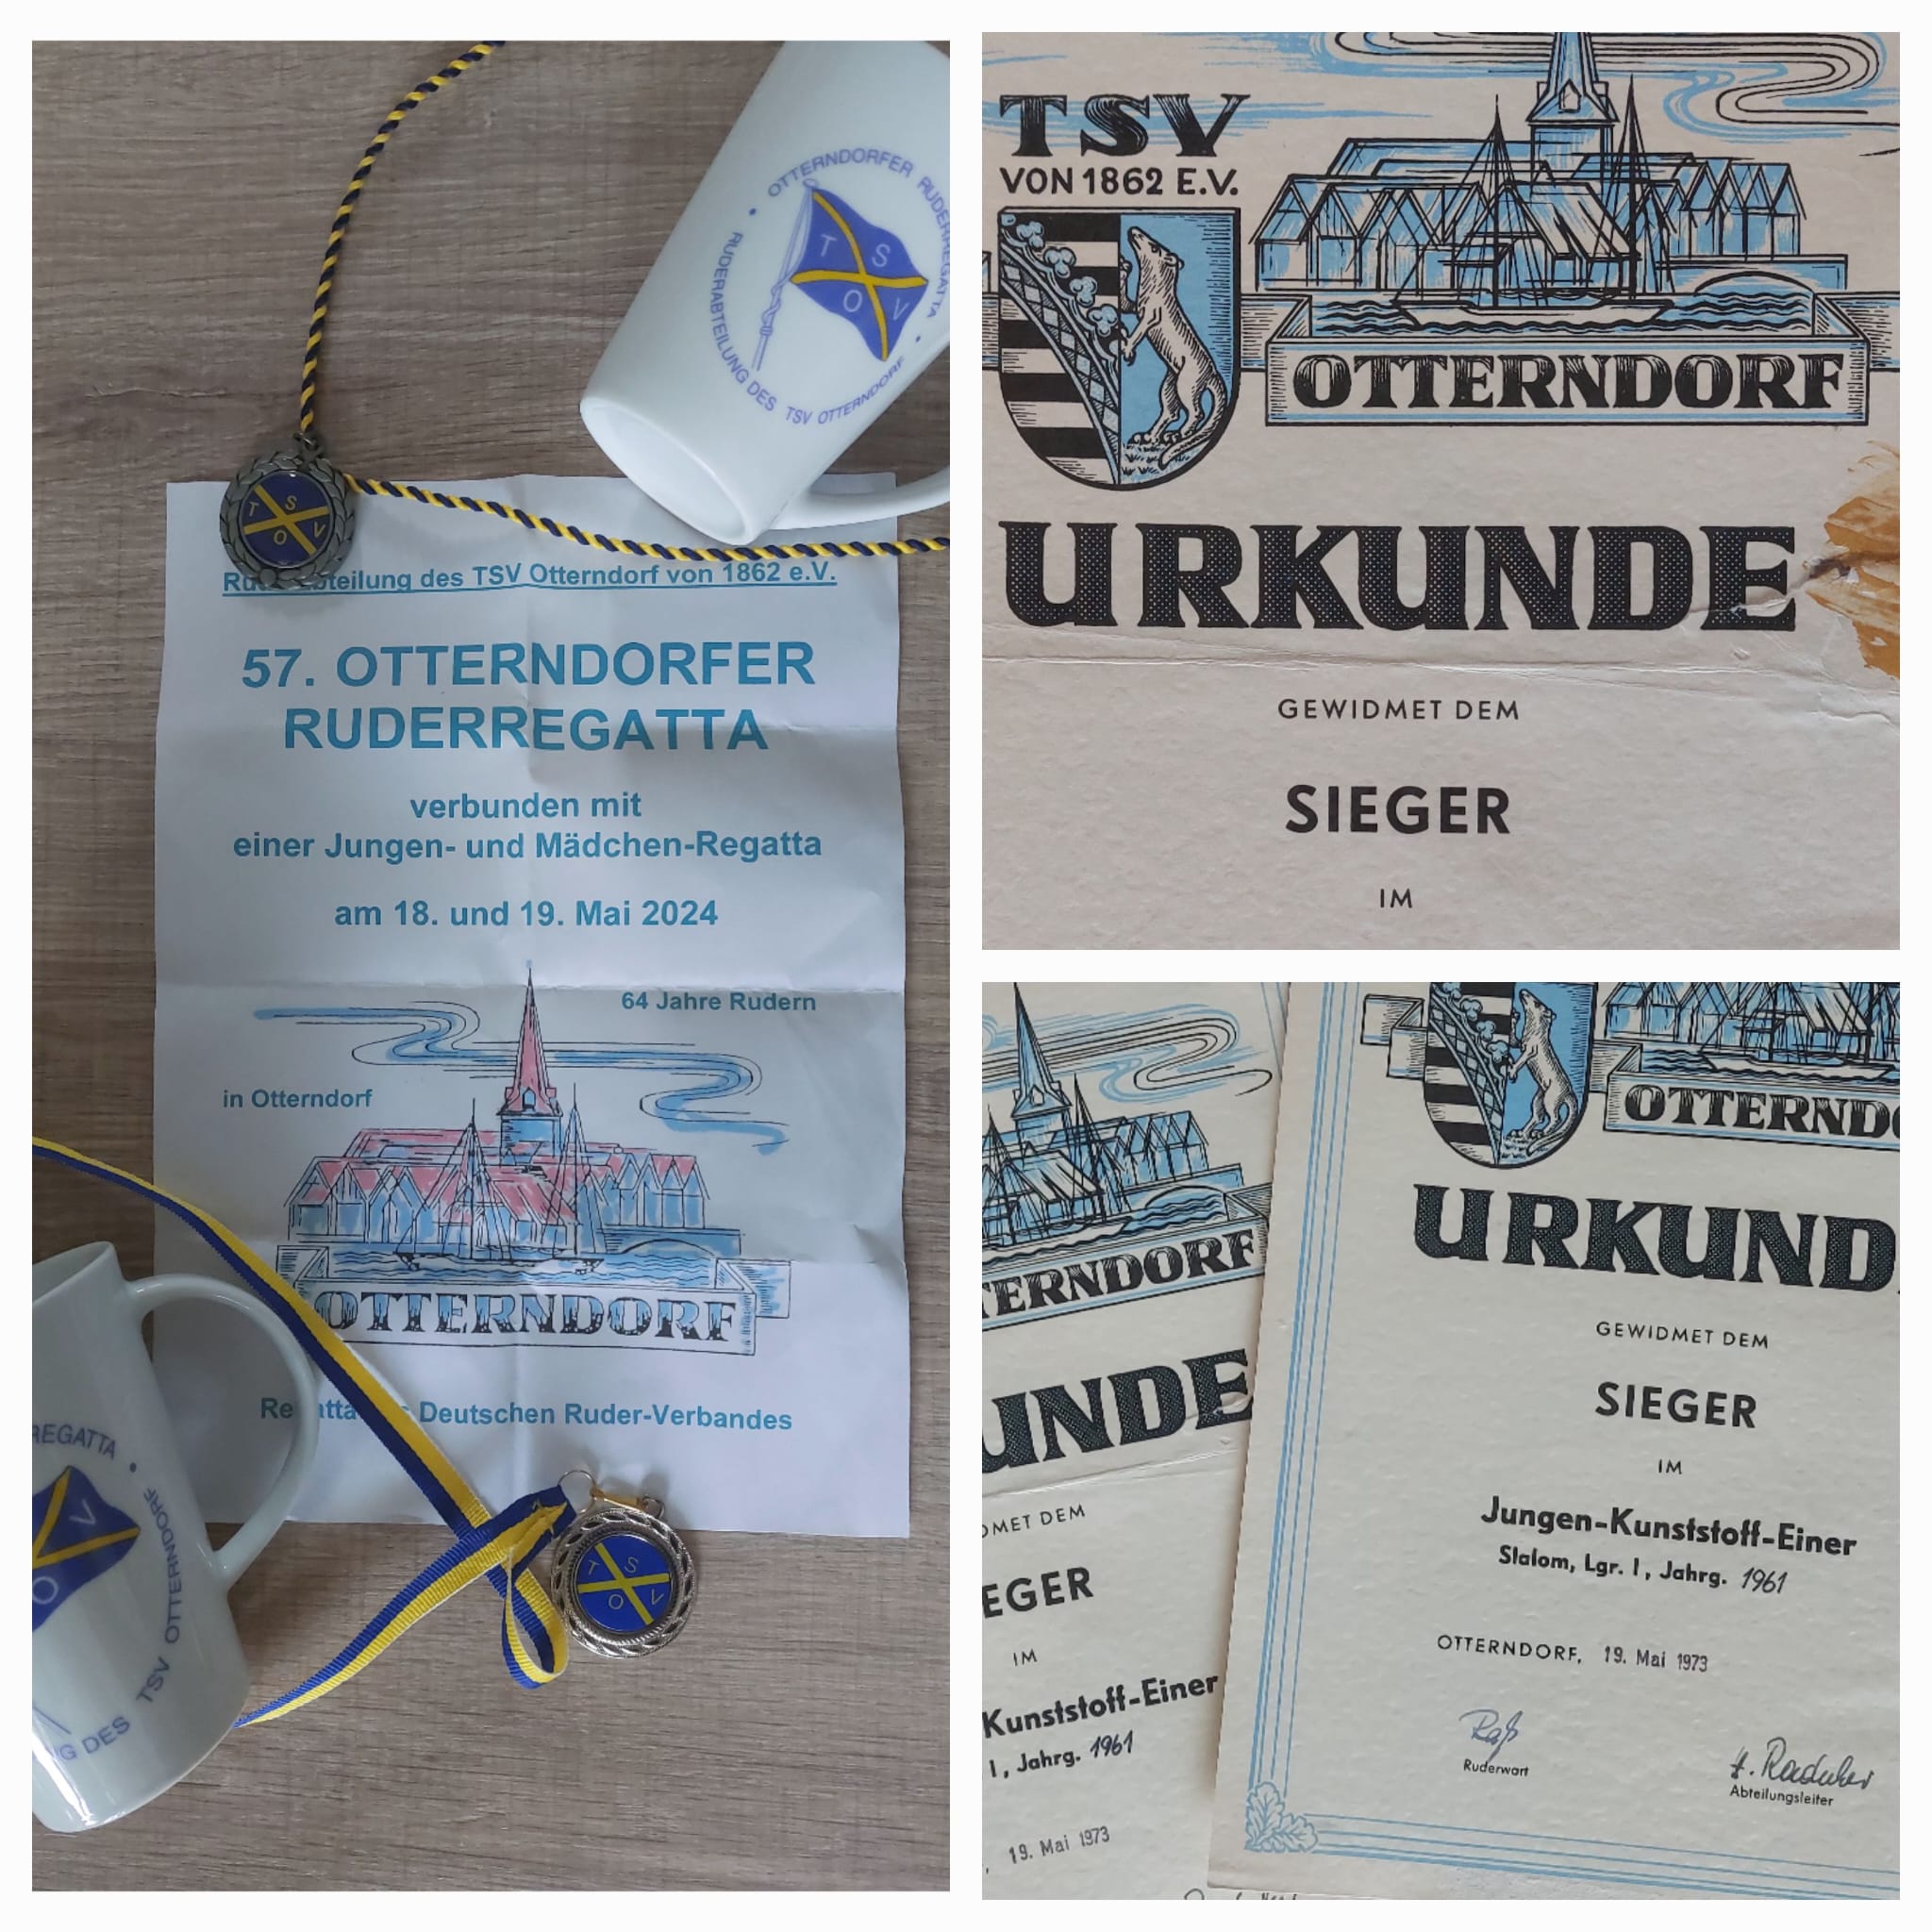 OTTERNDORFER RUDERREGATTA
RUDERABTEILUNG DES TSV OTTERNDORF
T S
O V
T S
O V
des TSV Otterndorf von 1862 e.V.
57. OTTERNDORFER
RUDERREGATTA
verbunden mit
einer Jungen- und Mädchen-Regatta
am 18. und 19. Mai 2024
64 Jahre Rudern
in Otterndorf
OTTERNDORF
Deutschen Ruder-Verbandes
REGATTA
V
O
G DES TSV OTTERNDORF
T S
O V
TSV
VON 1862 E.V.
OTTERNDORF
URKUNDE
GEWIDMET DEM
SIEGER
IM
TERNDORF
UNDE
DMET DEM
EGER
IM
Kunststoff-Einer
I, Jahrg. 1961
19. Mai 1973
OTTERNDO
URKUND
GEWIDMET DEM
SIEGER
IM
Jungen-Kunststoff-Einer
Slalom, Lgr. I, Jahrg. 1961
OTTERNDORF, 19. Mai 1973
Ruderwart
Abteilungsleiter